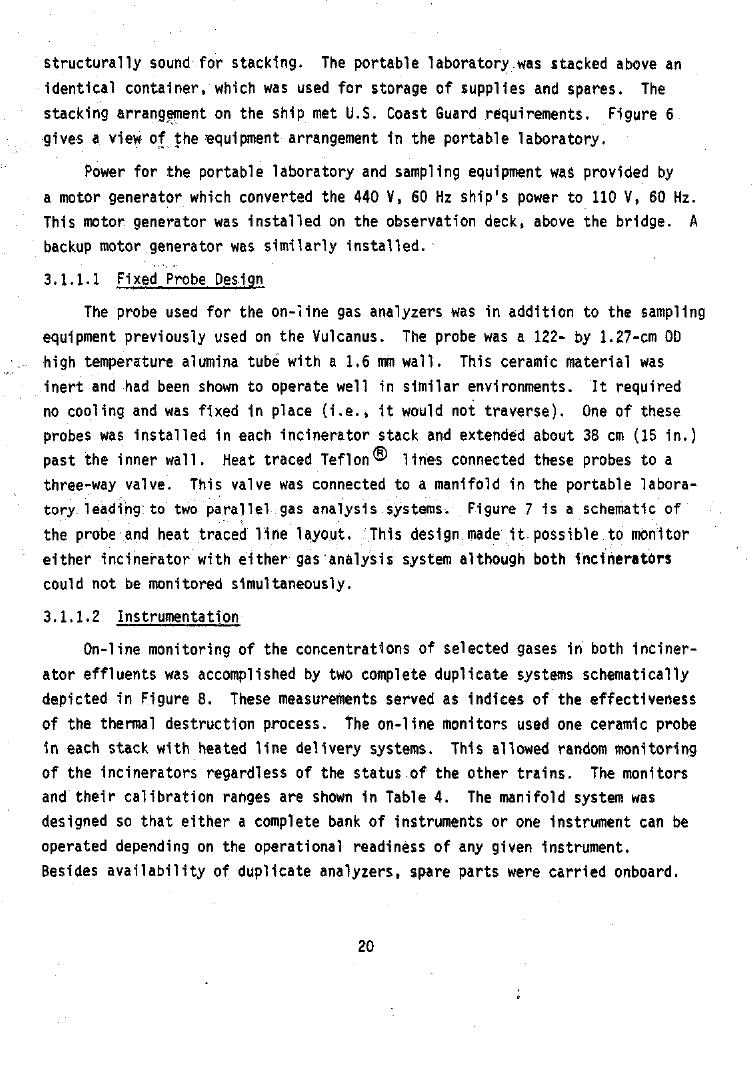 structurally sound for stacking. The portable laboratory was stacked above an
identical container, which was used for storage of supplies and spares. The
stacking arrangement on the ship met U.S. Coast Guard requirements. Figure 6
gives a view of the equipment arrangement in the portable laboratory.
Power for the portable laboratory and sampling equipment was provided by
a motor generator which converted the 440 V, 60 Hz ship's power to 110 V, 60 Hz.
This motor generator was installed on the observation deck, above the bridge. A
backup motor generator was similarly installed.
3.1.1.1 Fixed Probe Design
The probe used for the on-line gas analyzers was in addition to the sampling
equipment previously used on the Vulcanus. The probe was a 122- by 1.27-cm OD
high temperature alumina tube with a 1.6 mm wall. This ceramic material was
inert and had been shown to operate well in similar environments. It required
no cooling and was fixed in place (i.e., it would not traverse). One of these
probes was installed in each incinerator stack and extended about 38 cm (15 in.)
past the inner wall. Heat traced Teflon® lines connected these probes to a
three-way valve. This valve was connected to a manifold in the portable labora-
tory leading to two parallel gas analysis systems. Figure 7 is a schematic of
the probe and heat traced line layout. This design made it possible to monitor
either incinerator with either gas analysis system although both incinerators
could not be monitored simultaneously.
3.1.1.2 Instrumentation
On-line monitoring of the concentrations of selected gases in both inciner-
ator effluents was accomplished by two complete duplicate systems schematically
depicted in Figure 8. These measurements served as indices of the effectiveness
of the thermal destruction process. The on-line monitors used one ceramic probe
in each stack with heated line delivery systems. This allowed random monitoring
of the incinerators regardless of the status of the other trains. The monitors
and their calibration ranges are shown in Table 4. The manifold system was
designed so that either a complete bank of instruments or one instrument can be
operated depending on the operational readiness of any given instrument.
Besides availability of duplicate analyzers, spare parts were carried onboard.
20